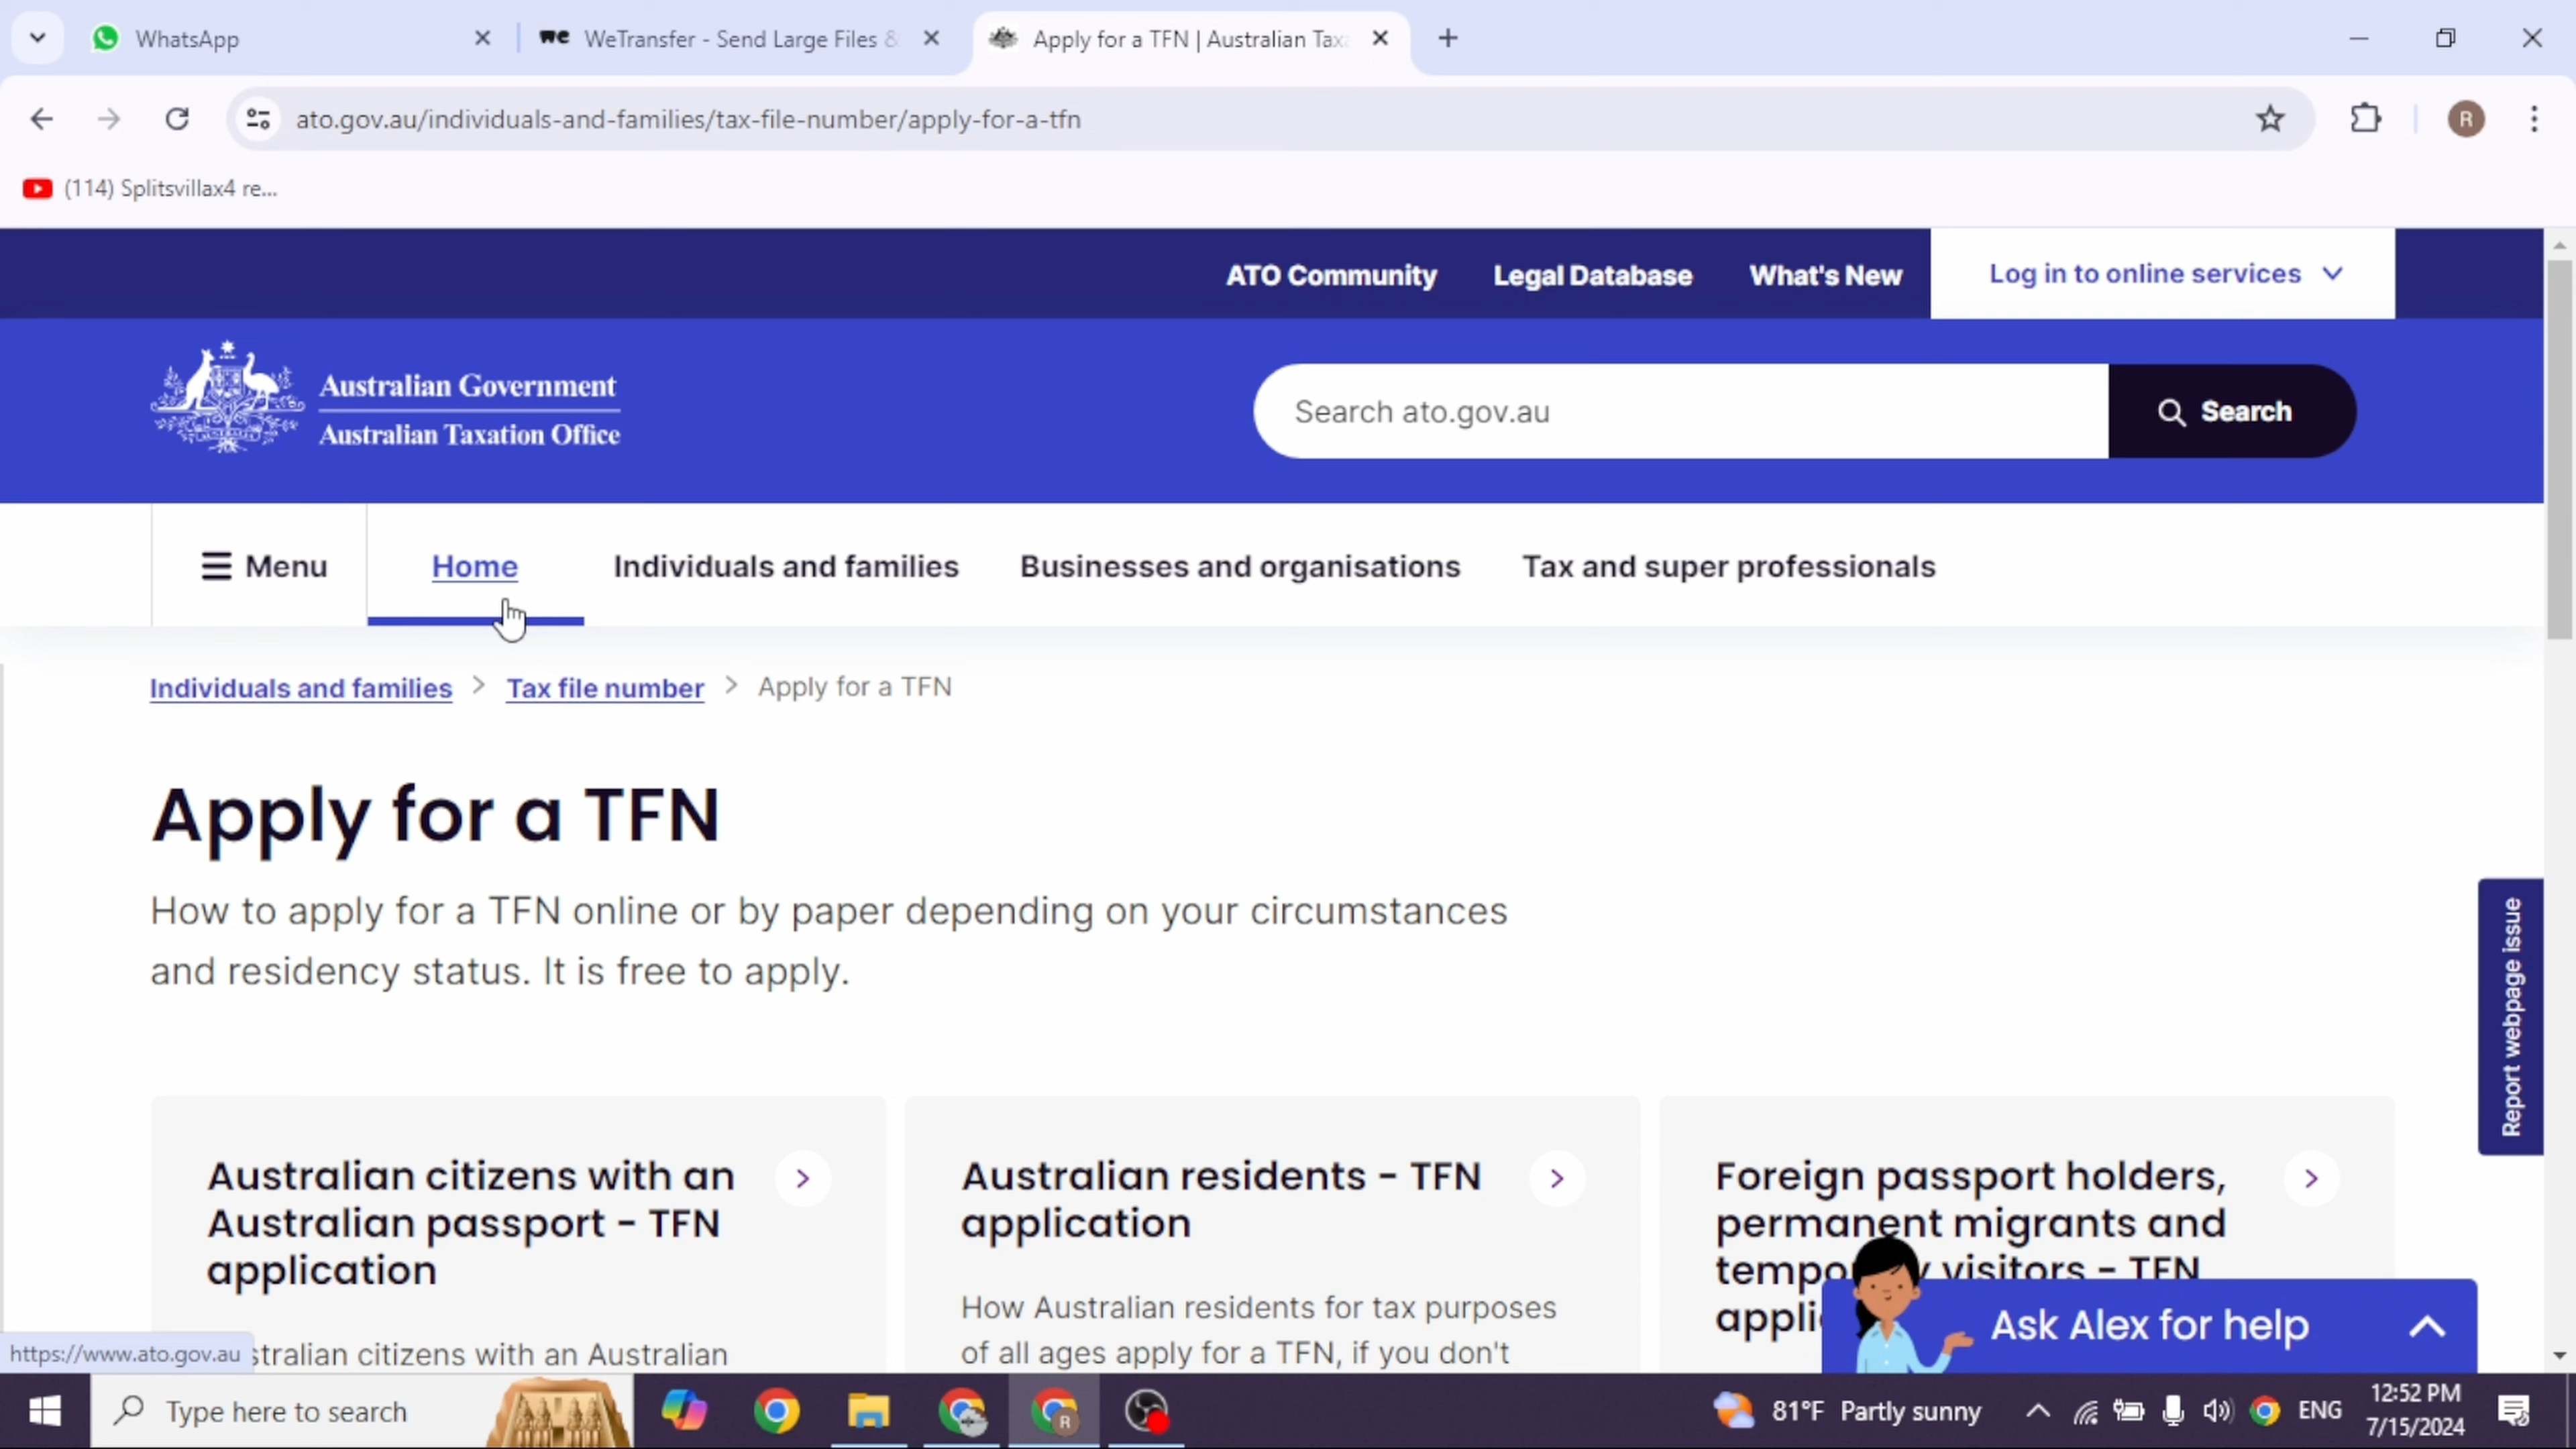 WhatsApp
WeTransfer - Send Large Files &
Apply for a TFN | Australian Tax
ato.gov.au/individuals-and-families/tax-file-number/apply-for-a-tfn
R
(114) Splitsvillax4 re...
ATO Community
Legal Database
What's New
Log in to online services
Australian Government
Australian Taxation Office
Search ato.gov.au
Search
Menu
Home
Individuals and families
Businesses and organisations
Tax and super professionals
Individuals and families > Tax file number > Apply for a TFN
Apply for a TFN
How to apply for a TFN online or by paper depending on your circumstances
and residency status. It is free to apply.
Report webpage issue
Australian citizens with an
Australian passport - TFN
application
stralian citizens with an Australian
Australian residents - TFN
application
How Australian residents for tax purposes
of all ages apply for a TFN, if you don't
Foreign passport holders,
permanent migrants and
visitors - TFN
Ask Alex for help
https://www.ato.gov.au
Type here to search
R
81°F Partly sunny
ENG
12:52 PM
7/15/2024